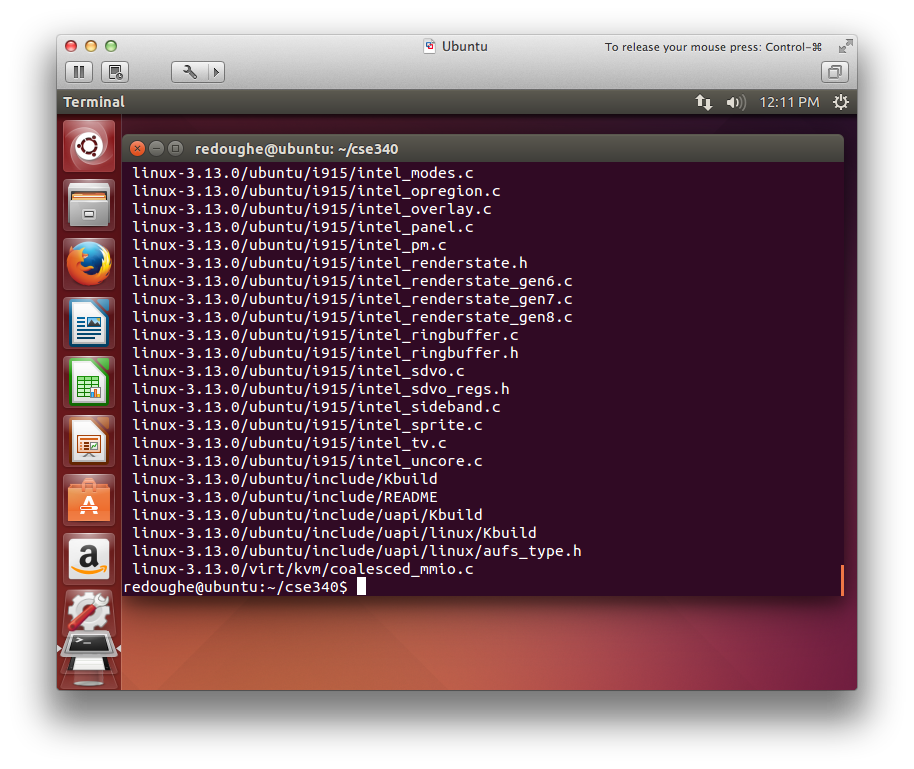 Ubuntu
To release your mouse press: Control-⌘
Terminal
12:11 PM
redoughe@ubuntu: ~/cse340
linux-3.13.0/ubuntu/i915/intel_modes.c
linux-3.13.0/ubuntu/i915/intel_opregion.c
linux-3.13.0/ubuntu/i915/intel_overlay.c
linux-3.13.0/ubuntu/i915/intel_panel.c
linux-3.13.0/ubuntu/i915/intel_pm.c
linux-3.13.0/ubuntu/i915/intel_renderstate.h
linux-3.13.0/ubuntu/i915/intel_renderstate_gen6.c
linux-3.13.0/ubuntu/i915/intel_renderstate_gen7.c
linux-3.13.0/ubuntu/i915/intel_renderstate_gen8.c
linux-3.13.0/ubuntu/i915/intel_ringbuffer.c
linux-3.13.0/ubuntu/i915/intel_ringbuffer.h
linux-3.13.0/ubuntu/i915/intel_sdvo.c
linux-3.13.0/ubuntu/i915/intel_sdvo_regs.h
linux-3.13.0/ubuntu/i915/intel_sideband.c
linux-3.13.0/ubuntu/i915/intel_sprite.c
linux-3.13.0/ubuntu/i915/intel_tv.c
linux-3.13.0/ubuntu/i915/intel_uncore.c
linux-3.13.0/ubuntu/include/Kbuild
linux-3.13.0/ubuntu/include/README
linux-3.13.0/ubuntu/include/uapi/Kbuild
linux-3.13.0/ubuntu/include/uapi/linux/Kbuild
linux-3.13.0/ubuntu/include/uapi/linux/aufs_type.h
linux-3.13.0/virt/kvm/coalesced_mmio.c
redoughe@ubuntu:~/cse340$